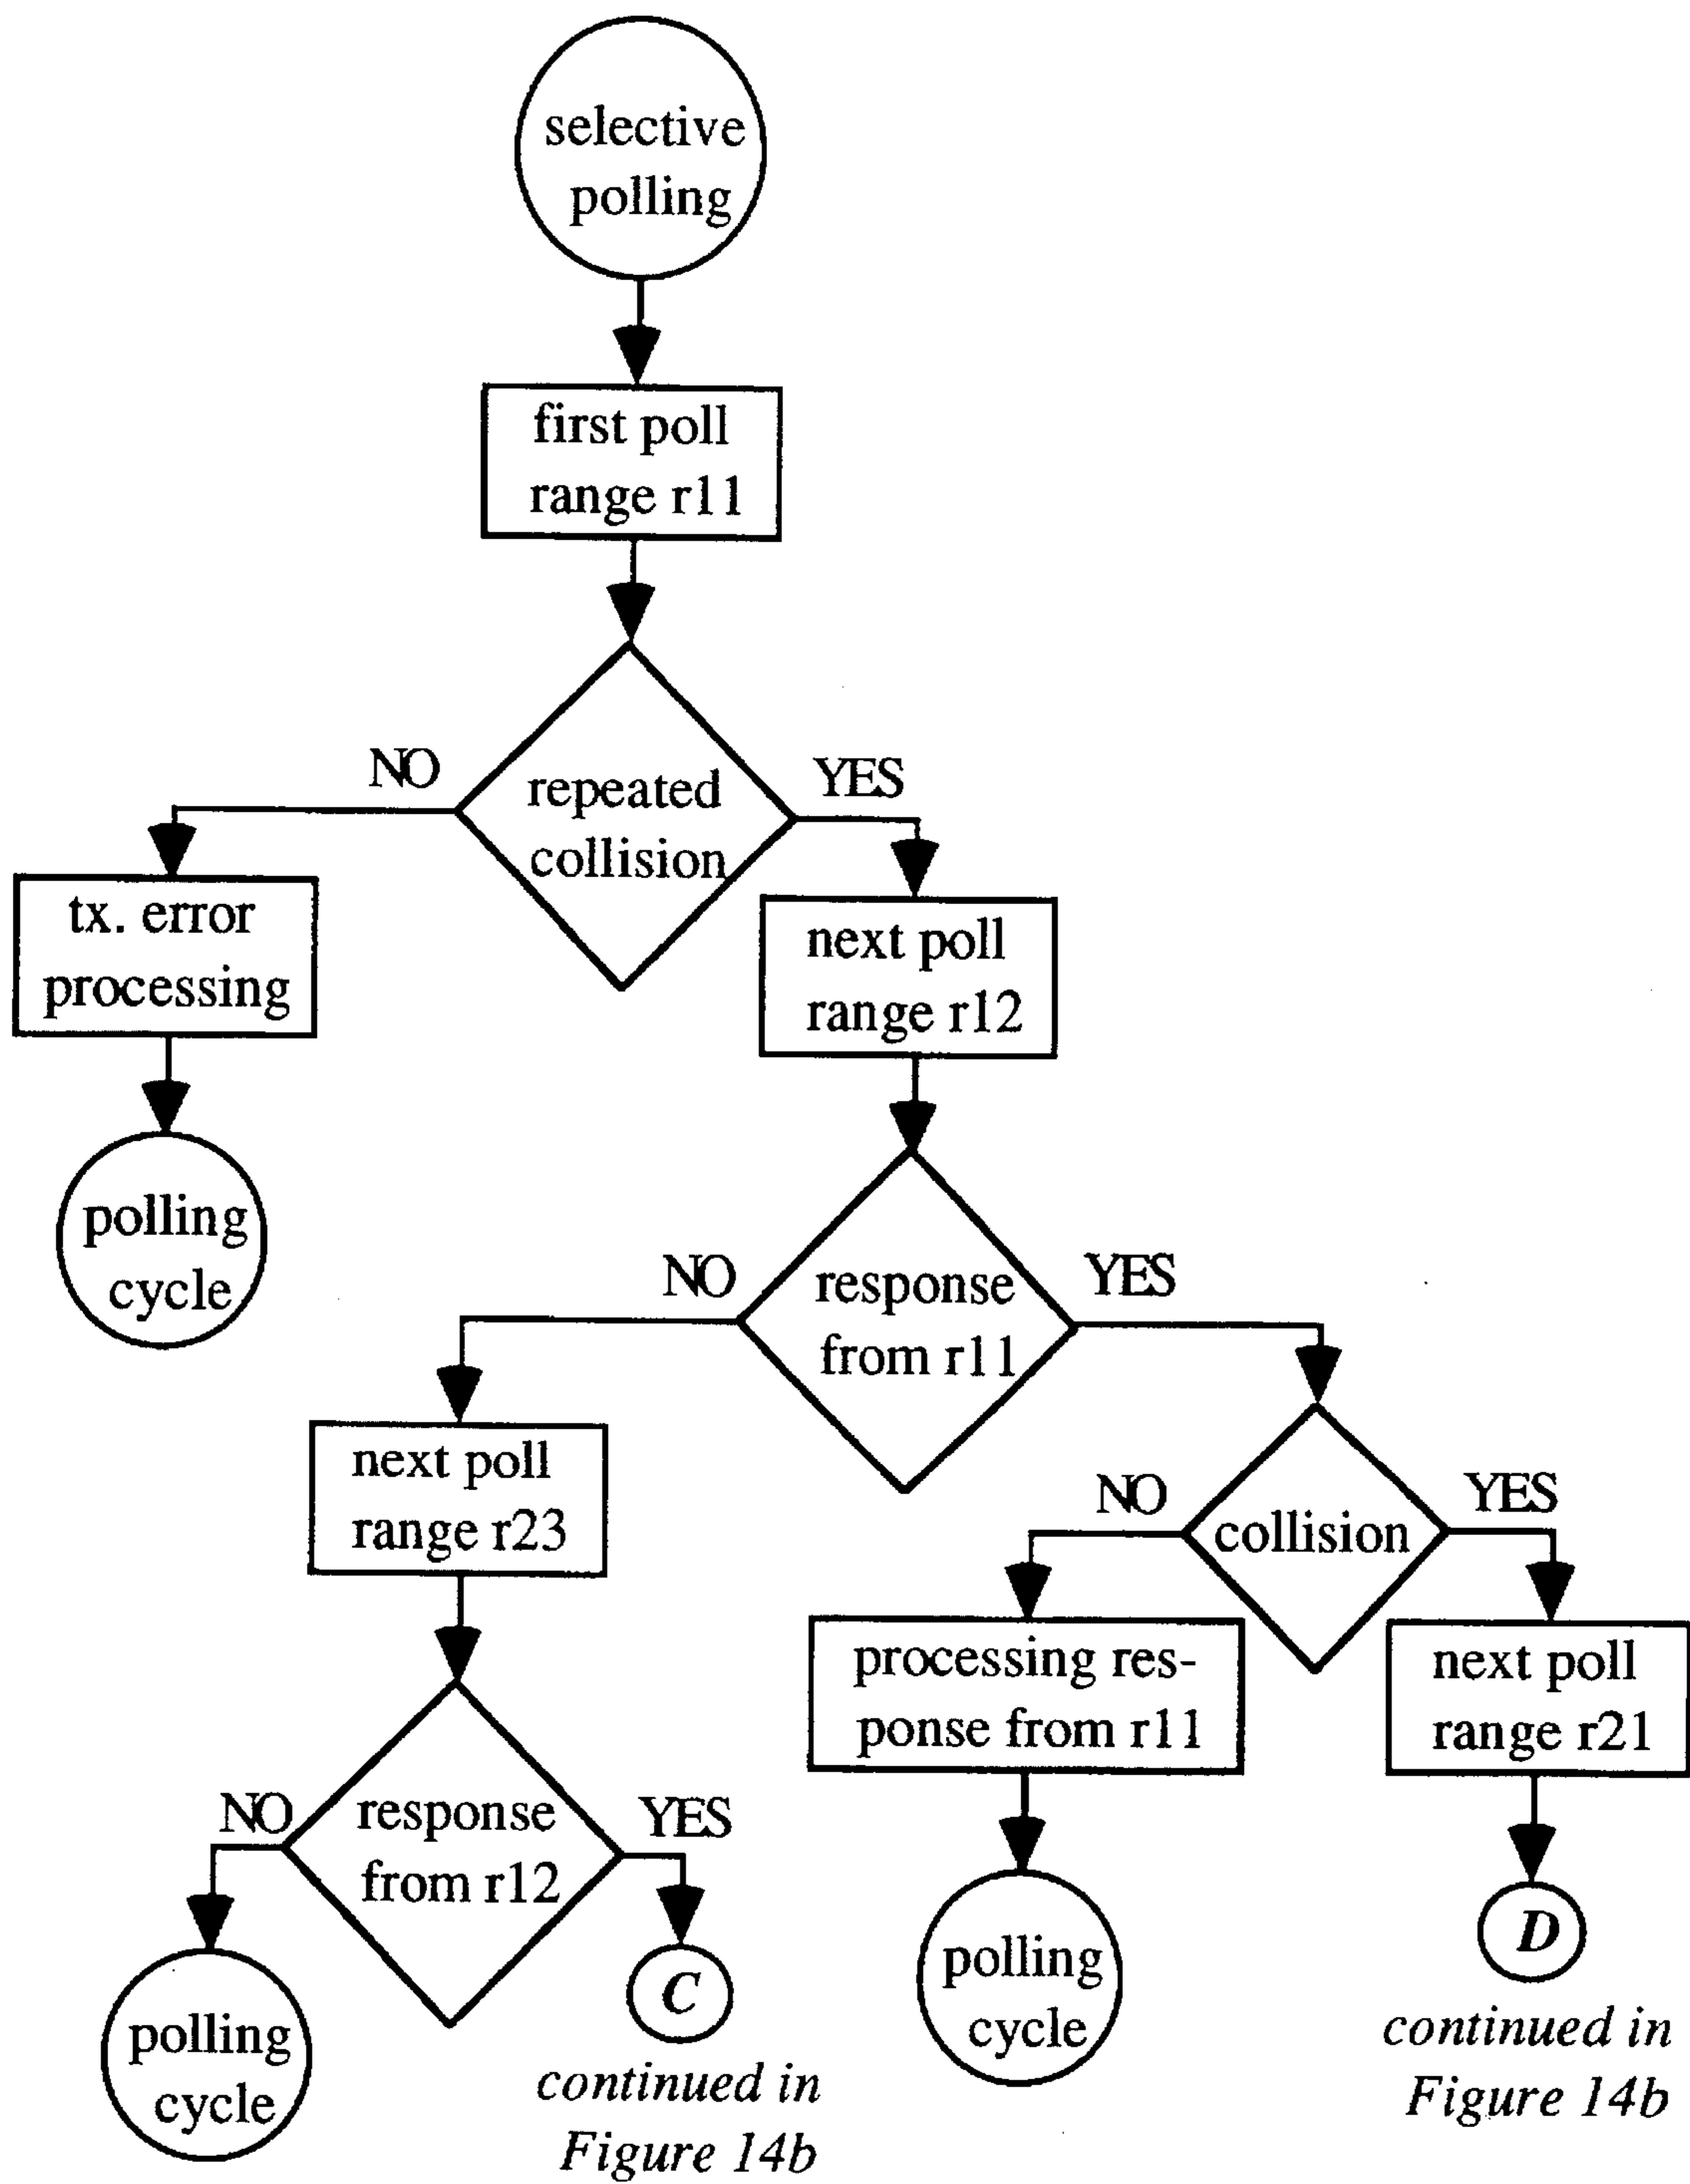 selective
polling
first poll
range r11
NO
YES
repeated
collision
tx. error
processing
next poll
range r12
polling
cycle
NO
YES
response
from r11
next poll
range r23
NO
YES
collision
processing res-
ponse from r11
next poll
range r21
NO
YES
response
from r12
polling
cycle
C
continued in
Figure 14b
polling
cycle
D
continued in
Figure 14b